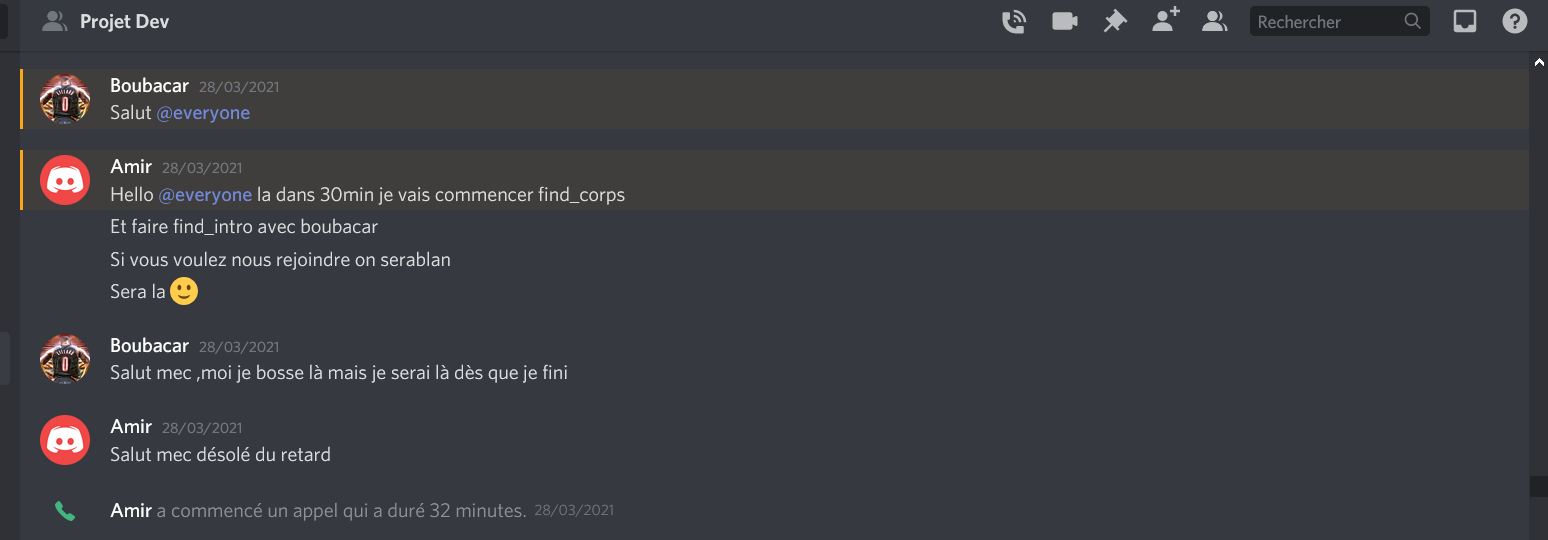 Projet Dev
Rechercher
Boubacar 28/03/2021
Salut @everyone
Amir 28/03/2021
Hello @everyone la dans 30min je vais commencer find_corps
Et faire find_intro avec boubacar
Si vous voulez nous rejoindre on serablan
Sera la
Boubacar 28/03/2021
Salut mec ,moi je bosse là mais je serai là dès que je fini
Amir 28/03/2021
Salut mec désolé du retard
Amir a commencé un appel qui a duré 32 minutes. 28/03/2021